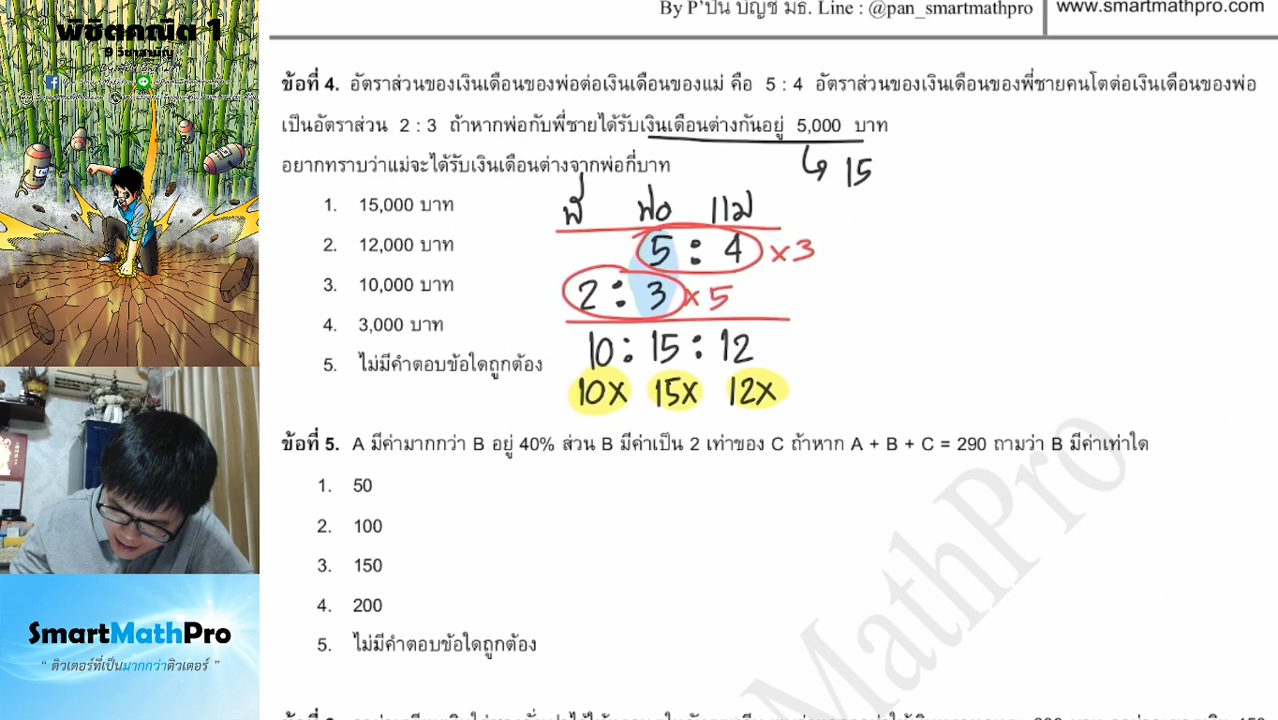 พิชิตคณิต 1
9 วิชาสามัญ
By P'ปั้น บัญชี มธ. Line : @pan_smartmathpro
www.smartmathpro.com
ข้อที่ 4. อัตราส่วนของเงินเดือนของพ่อต่อเงินเดือนของแม่ คือ 5 : 4 อัตราส่วนของเงินเดือนของพี่ชายคนโตต่อเงินเดือนของพ่อ
เป็นอัตราส่วน 2 : 3 ถ้าหากพ่อกับพี่ชายได้รับเงินเดือนต่างกันอยู่ 5,000 บาท
↳ 15
อยากทราบว่าแม่จะได้รับเงินเดือนต่างจากพ่อกี่บาท
1. 15,000 บาท
2. 12,000 บาท
3. 10,000 บาท
4. 3,000 บาท
5. ไม่มีคำตอบข้อใดถูกต้อง
พี่ พ่อ แม่
5 : 4 ×3
2 : 3 ×5
10 : 15 : 12
10x 15x 12x
ข้อที่ 5. A มีค่ามากกว่า B อยู่ 40% ส่วน B มีค่าเป็น 2 เท่าของ C ถ้าหาก A + B + C = 290 ถามว่า B มีค่าเท่าใด
1. 50
2. 100
3. 150
4. 200
5. ไม่มีคำตอบข้อใดถูกต้อง
MathPro
SmartMathPro
“ ติวเตอร์ที่เป็นมากกว่าติวเตอร์ ”